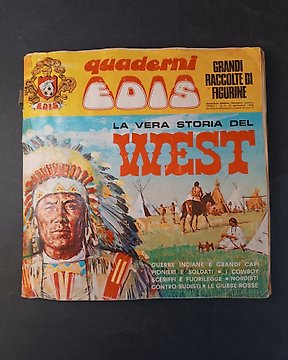 quaderni
EDIS
EDIS
GRANDI
RACCOLTE DI
FIGURINE
LA VERA STORIA DEL
WEST
GUERRE INDIANE E GRANDI CAPI
PIONIERI E SOLDATI ★ I COWBOY
SCERIFFI E FUORILEGGE ★ NORDISTI
CONTRO SUDISTI ★ LE GIUBBE ROSSE